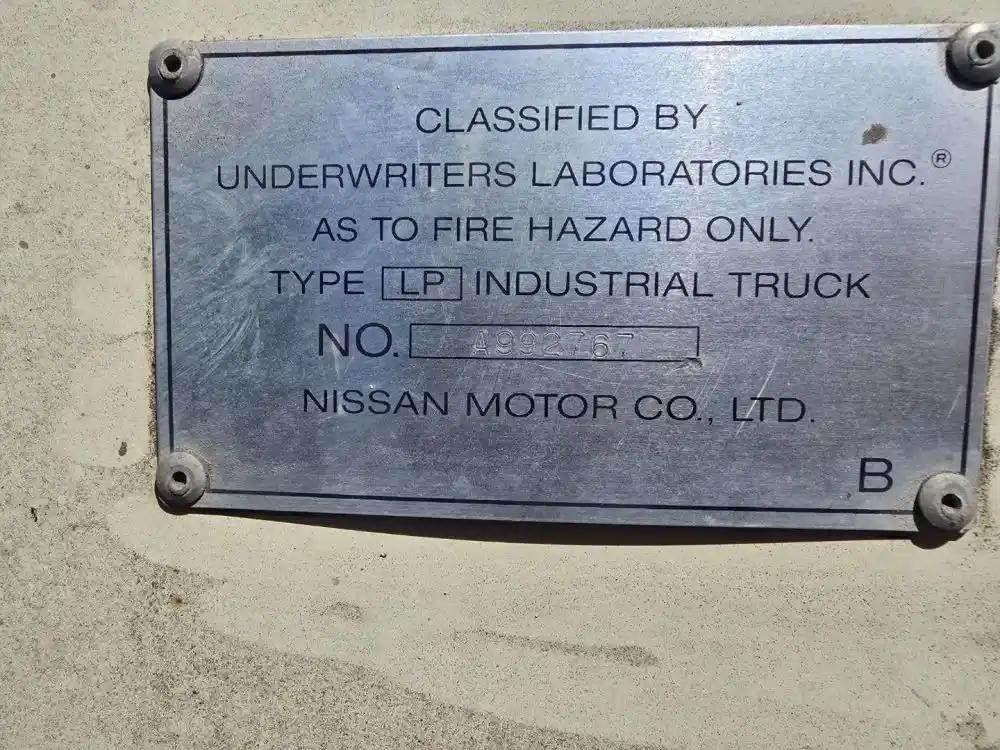 CLASSIFIED BY
UNDERWRITERS LABORATORIES INC.®
AS TO FIRE HAZARD ONLY.
TYPE LP INDUSTRIAL TRUCK
NO. A992767
NISSAN MOTOR CO., LTD.
B